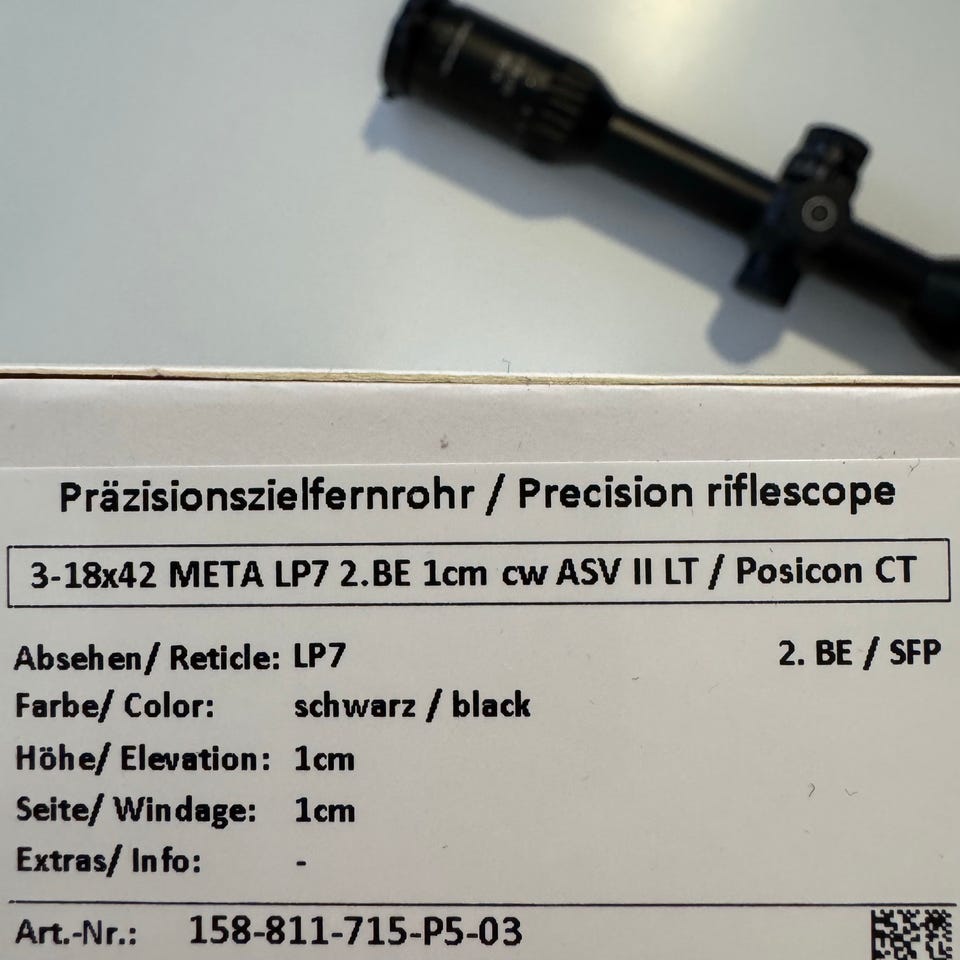 Präzisionszielfernrohr / Precision riflescope
3-18x42 META LP7 2.BE 1cm cw ASV II LT / Posicon CT
Absehen/ Reticle: LP7 2. BE / SFP
Farbe/ Color: schwarz / black
Höhe/ Elevation: 1cm
Seite/ Windage: 1cm
Extras/ Info: -
Art.-Nr.: 158-811-715-P5-03